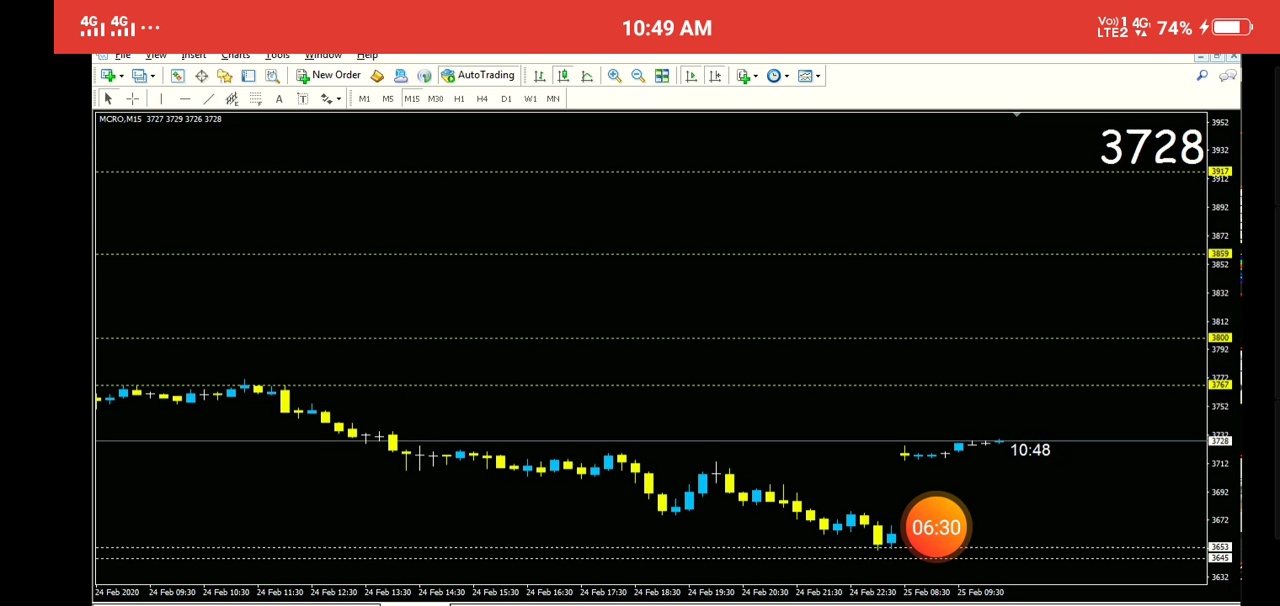 4G 4G ...
10:49 AM
Vo)) 1 4G
LTE2
74%
File View Insert Charts Tools Window Help
New Order
AutoTrading
A T M1 M5 M15 M30 H1 H4 D1 W1 MN
MCRO,M15 3727 3729 3726 3728
3728
3952
3932
3917
3912
3892
3872
3859
3852
3832
3812
3800
3792
3772
3767
3752
3732
3728
10:48
3712
3692
3672
06:30
3653
3645
3632
24 Feb 2020 24 Feb 09:30 24 Feb 10:30 24 Feb 11:30 24 Feb 12:30 24 Feb 13:30 24 Feb 14:30 24 Feb 15:30 24 Feb 16:30 24 Feb 17:30 24 Feb 18:30 24 Feb 19:30 24 Feb 20:30 24 Feb 21:30 24 Feb 22:30 25 Feb 08:30 25 Feb 09:30